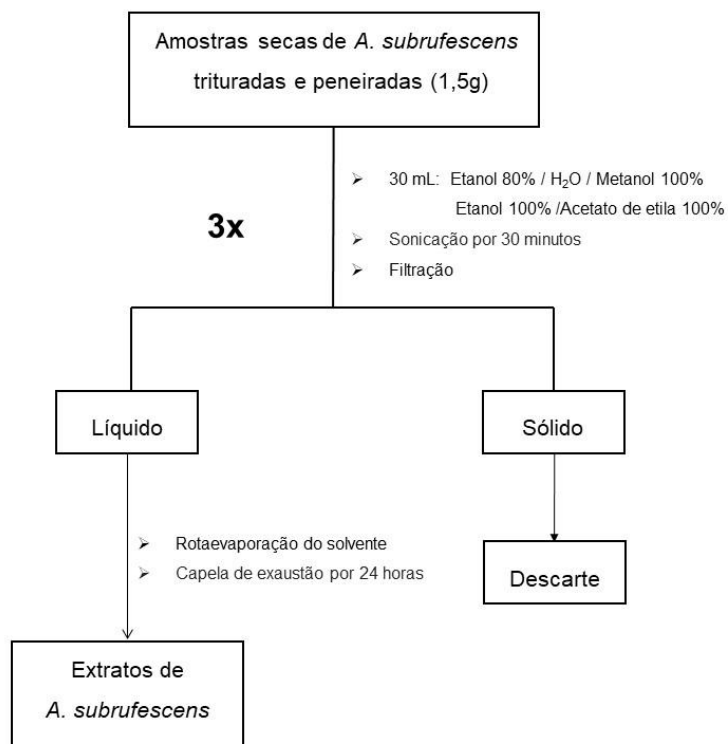 Amostras secas de A. subrufescens
trituradas e peneiradas (1,5g)
3x
➢ 30 mL: Etanol 80% / H₂O / Metanol 100%
Etanol 100% /Acetato de etila 100%
➢ Sonicação por 30 minutos
➢ Filtração
Líquido
Sólido
➢ Rotaevaporação do solvente
➢ Capela de exaustão por 24 horas
Descarte
Extratos de
A. subrufescens